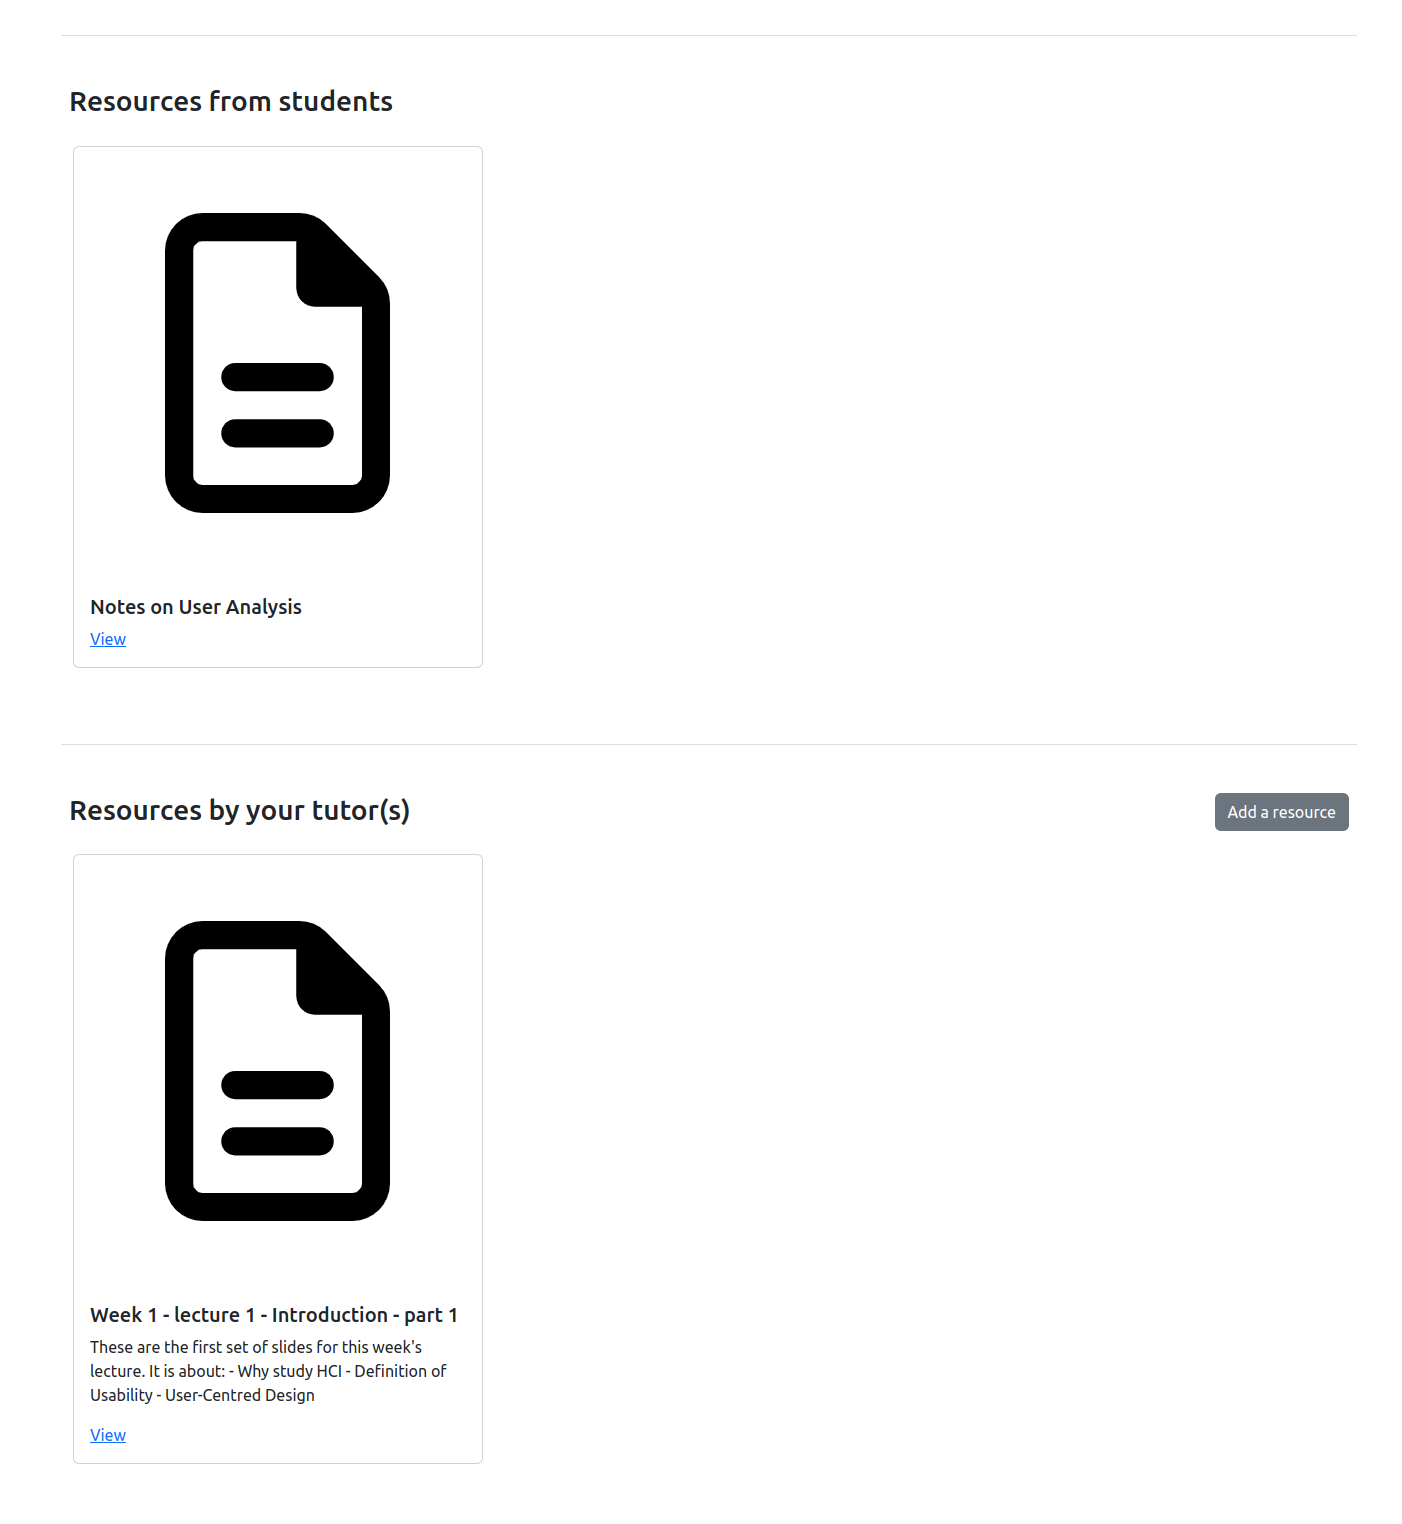 Resources from students
Notes on User Analysis
View
Resources by your tutor(s)
Add a resource
Week 1 - lecture 1 - Introduction - part 1
These are the first set of slides for this week's
lecture. It is about: - Why study HCI - Definition of
Usability - User-Centred Design
View